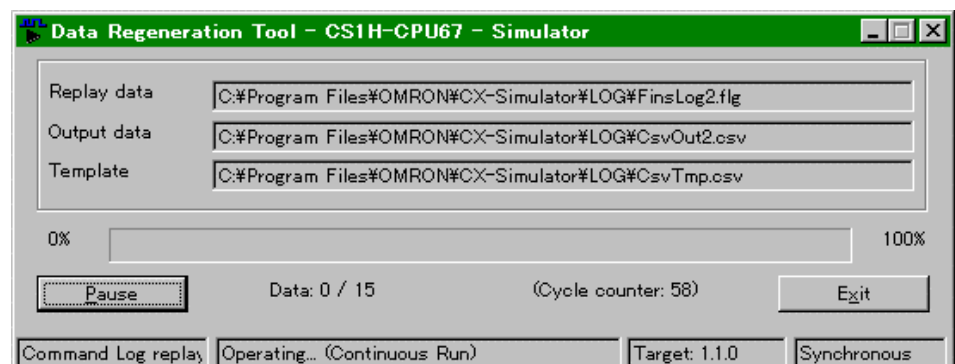 Data Regeneration Tool - CS1H-CPU67 - Simulator
Replay data C:¥Program Files¥OMRON¥CX-Simulator¥LOG¥FinsLog2.flg
Output data C:¥Program Files¥OMRON¥CX-Simulator¥LOG¥CsvOut2.csv
Template C:¥Program Files¥OMRON¥CX-Simulator¥LOG¥CsvTmp.csv
0% 100%
Pause Data: 0 / 15 (Cycle counter: 58) Exit
Command Log replay Operating... (Continuous Run) Target: 1.1.0 Synchronous